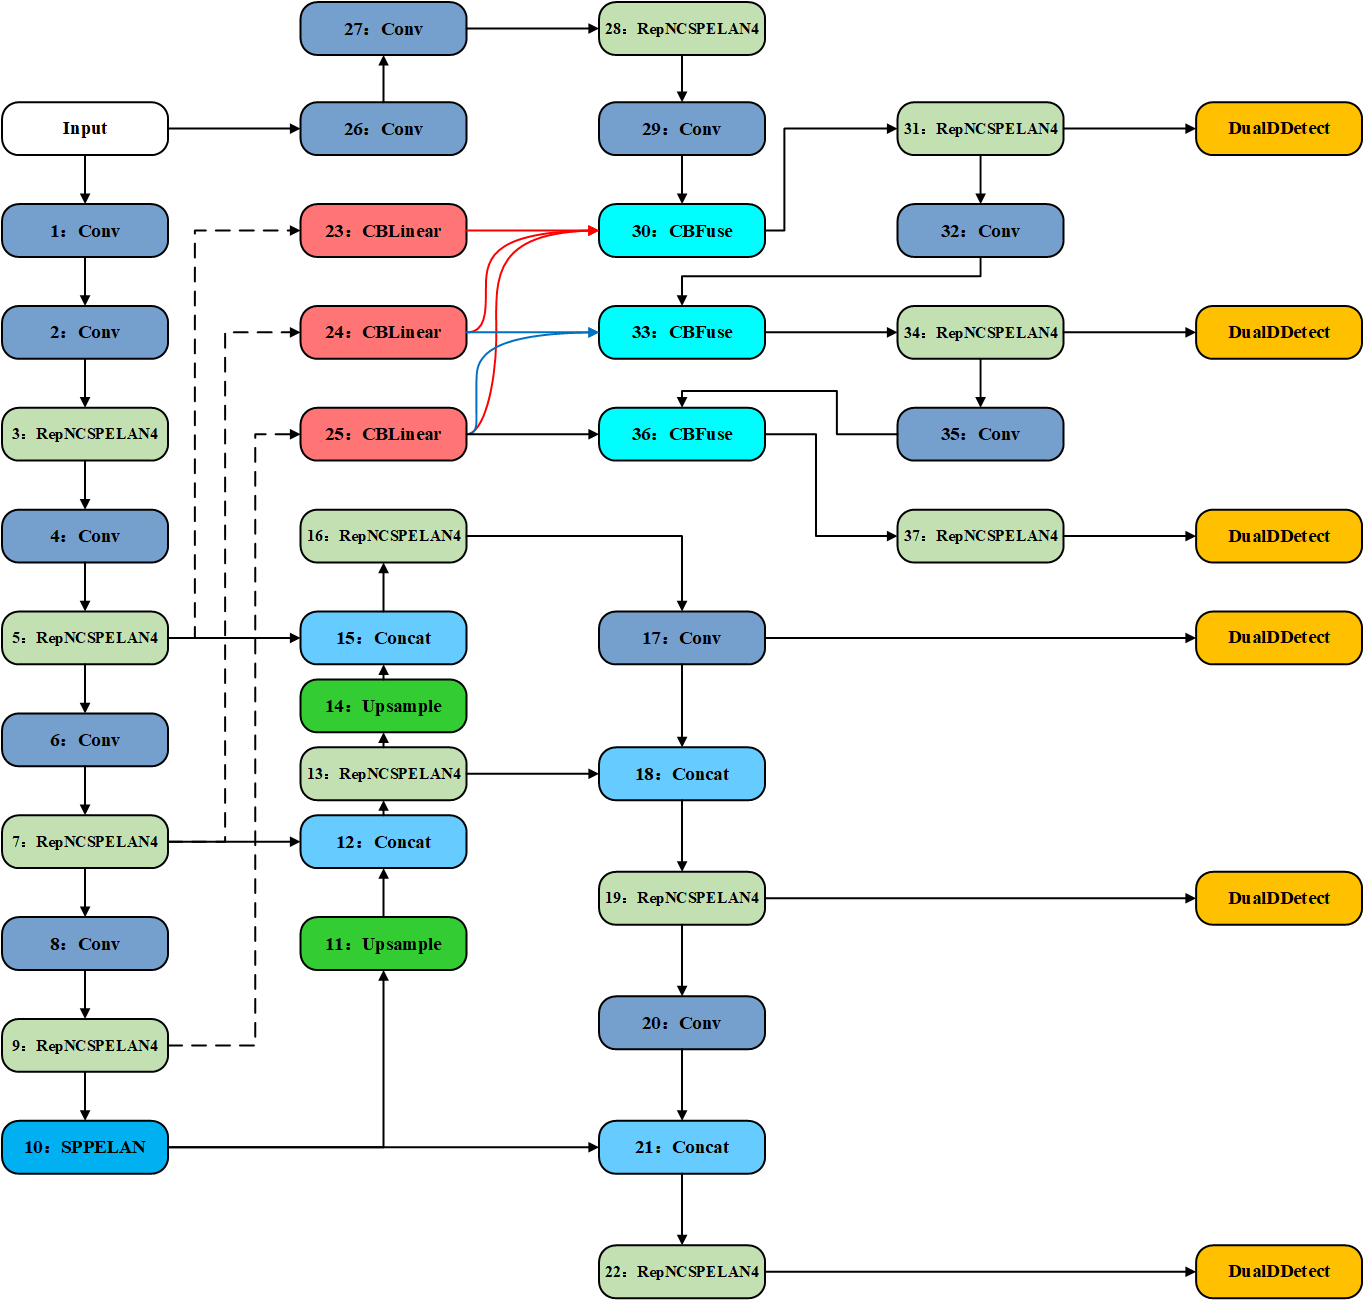 27：Conv
28：RepNCSPELAN4
Input
26：Conv
29：Conv
31：RepNCSPELAN4
DualDDetect
1：Conv
23：CBLinear
30：CBFuse
32：Conv
2：Conv
24：CBLinear
33：CBFuse
34：RepNCSPELAN4
DualDDetect
3：RepNCSPELAN4
25：CBLinear
36：CBFuse
35：Conv
4：Conv
16：RepNCSPELAN4
37：RepNCSPELAN4
DualDDetect
5：RepNCSPELAN4
15：Concat
17：Conv
DualDDetect
14：Upsample
6：Conv
13：RepNCSPELAN4
18：Concat
7：RepNCSPELAN4
12：Concat
19：RepNCSPELAN4
DualDDetect
8：Conv
11：Upsample
20：Conv
9：RepNCSPELAN4
10：SPPELAN
21：Concat
22：RepNCSPELAN4
DualDDetect